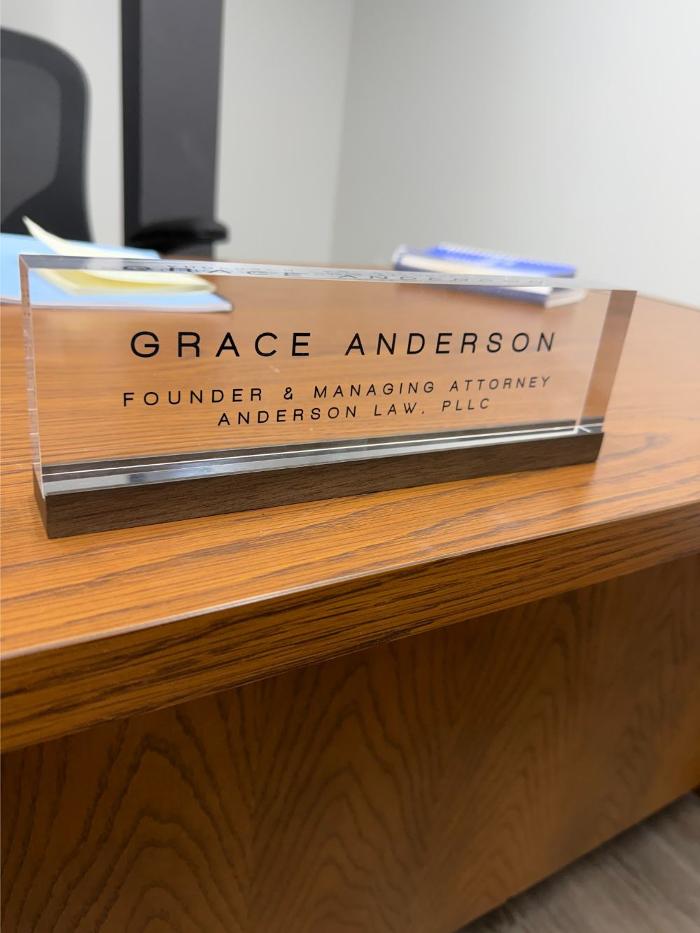 GRACE ANDERSON
FOUNDER & MANAGING ATTORNEY
ANDERSON LAW, PLLC